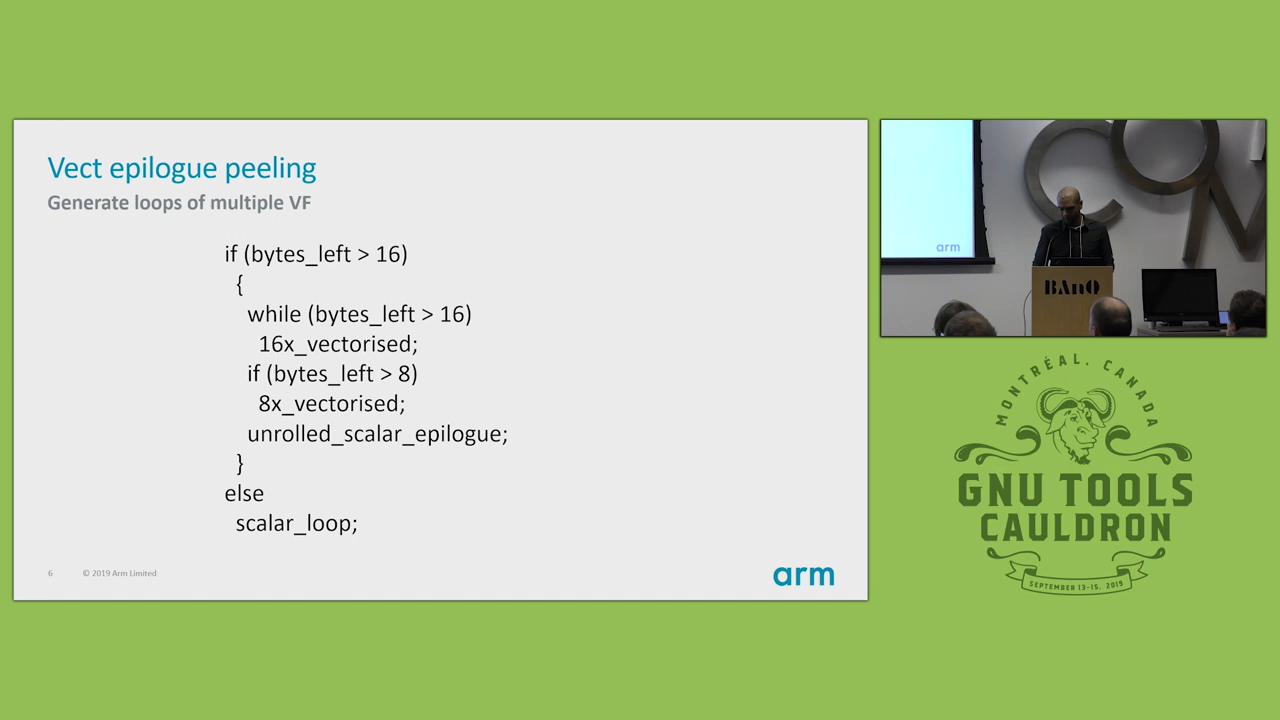 Vect epilogue peeling
Generate loops of multiple VF
if (bytes_left > 16)
{
while (bytes_left > 16)
16x_vectorised;
if (bytes_left > 8)
8x_vectorised;
unrolled_scalar_epilogue;
}
else
scalar_loop;
6 © 2019 Arm Limited
arm
arm
COM
BAnQ
MONTRÉAL, CANADA
GNU TOOLS
CAULDRON
SEPTEMBER 13-15, 2019